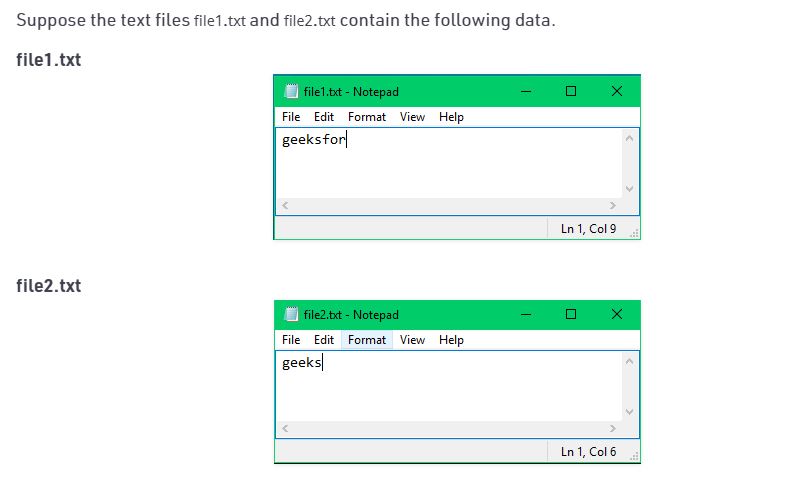 Suppose the text files file1.txt and file2.txt contain the following data.
file1.txt
file1.txt - Notepad
File Edit Format View Help
geeksfor
Ln 1, Col 9
file2.txt
file2.txt - Notepad
File Edit Format View Help
geeks
Ln 1, Col 6